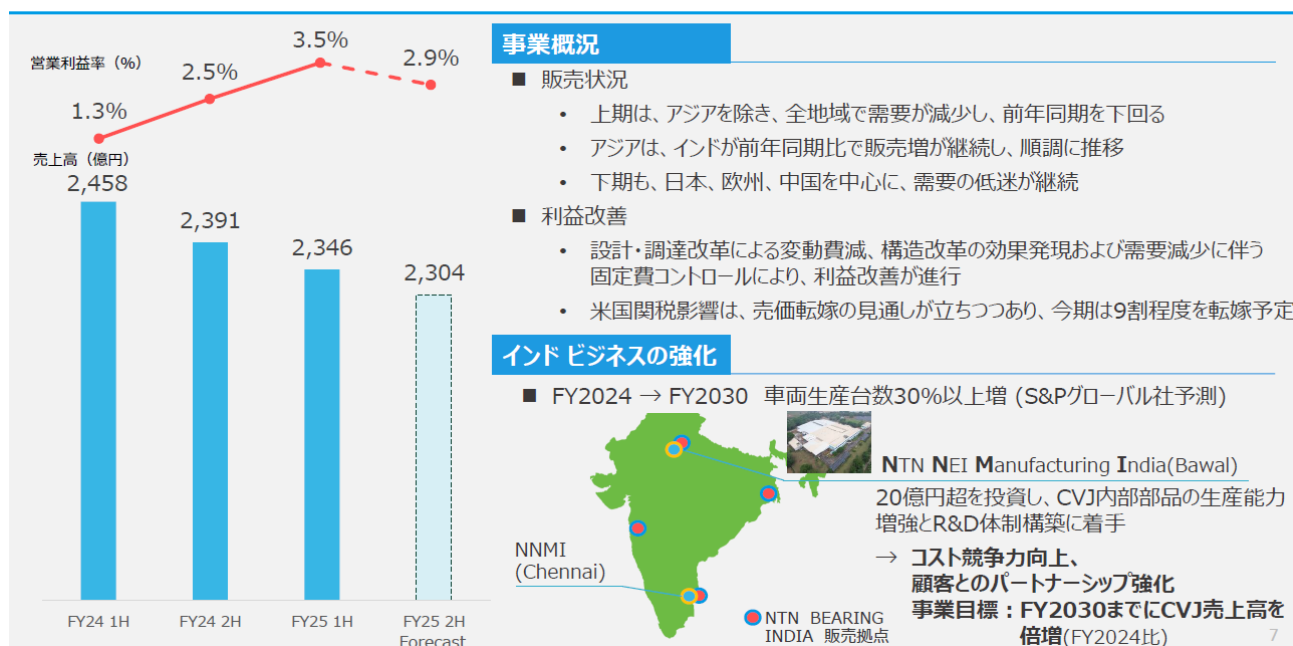 営業利益率（%）
1.3%
2.5%
3.5%
2.9%
売上高（億円）
2,458
2,391
2,346
2,304
FY24 1H
FY24 2H
FY25 1H
FY25 2H
Forecast
事業概況
■ 販売状況
• 上期は、アジアを除き、全地域で需要が減少し、前年同期を下回る
• アジアは、インドが前年同期比で販売増が継続し、順調に推移
• 下期も、日本、欧州、中国を中心に、需要の低迷が継続
■ 利益改善
• 設計・調達改革による変動費減、構造改革の効果発現および需要減少に伴う
固定費コントロールにより、利益改善が進行
• 米国関税影響は、売価転嫁の見通しが立ちつつあり、今期は9割程度を転嫁予定
インド ビジネスの強化
■ FY2024 → FY2030 車両生産台数30%以上増 (S&Pグローバル社予測)
NTN NEI Manufacturing India(Bawal)
20億円超を投資し、CVJ内部部品の生産能力
増強とR&D体制構築に着手
→ コスト競争力向上、
顧客とのパートナーシップ強化
事業目標：FY2030までにCVJ売上高を
倍増(FY2024比)
NNMI
(Chennai)
NTN BEARING
INDIA 販売拠点
7